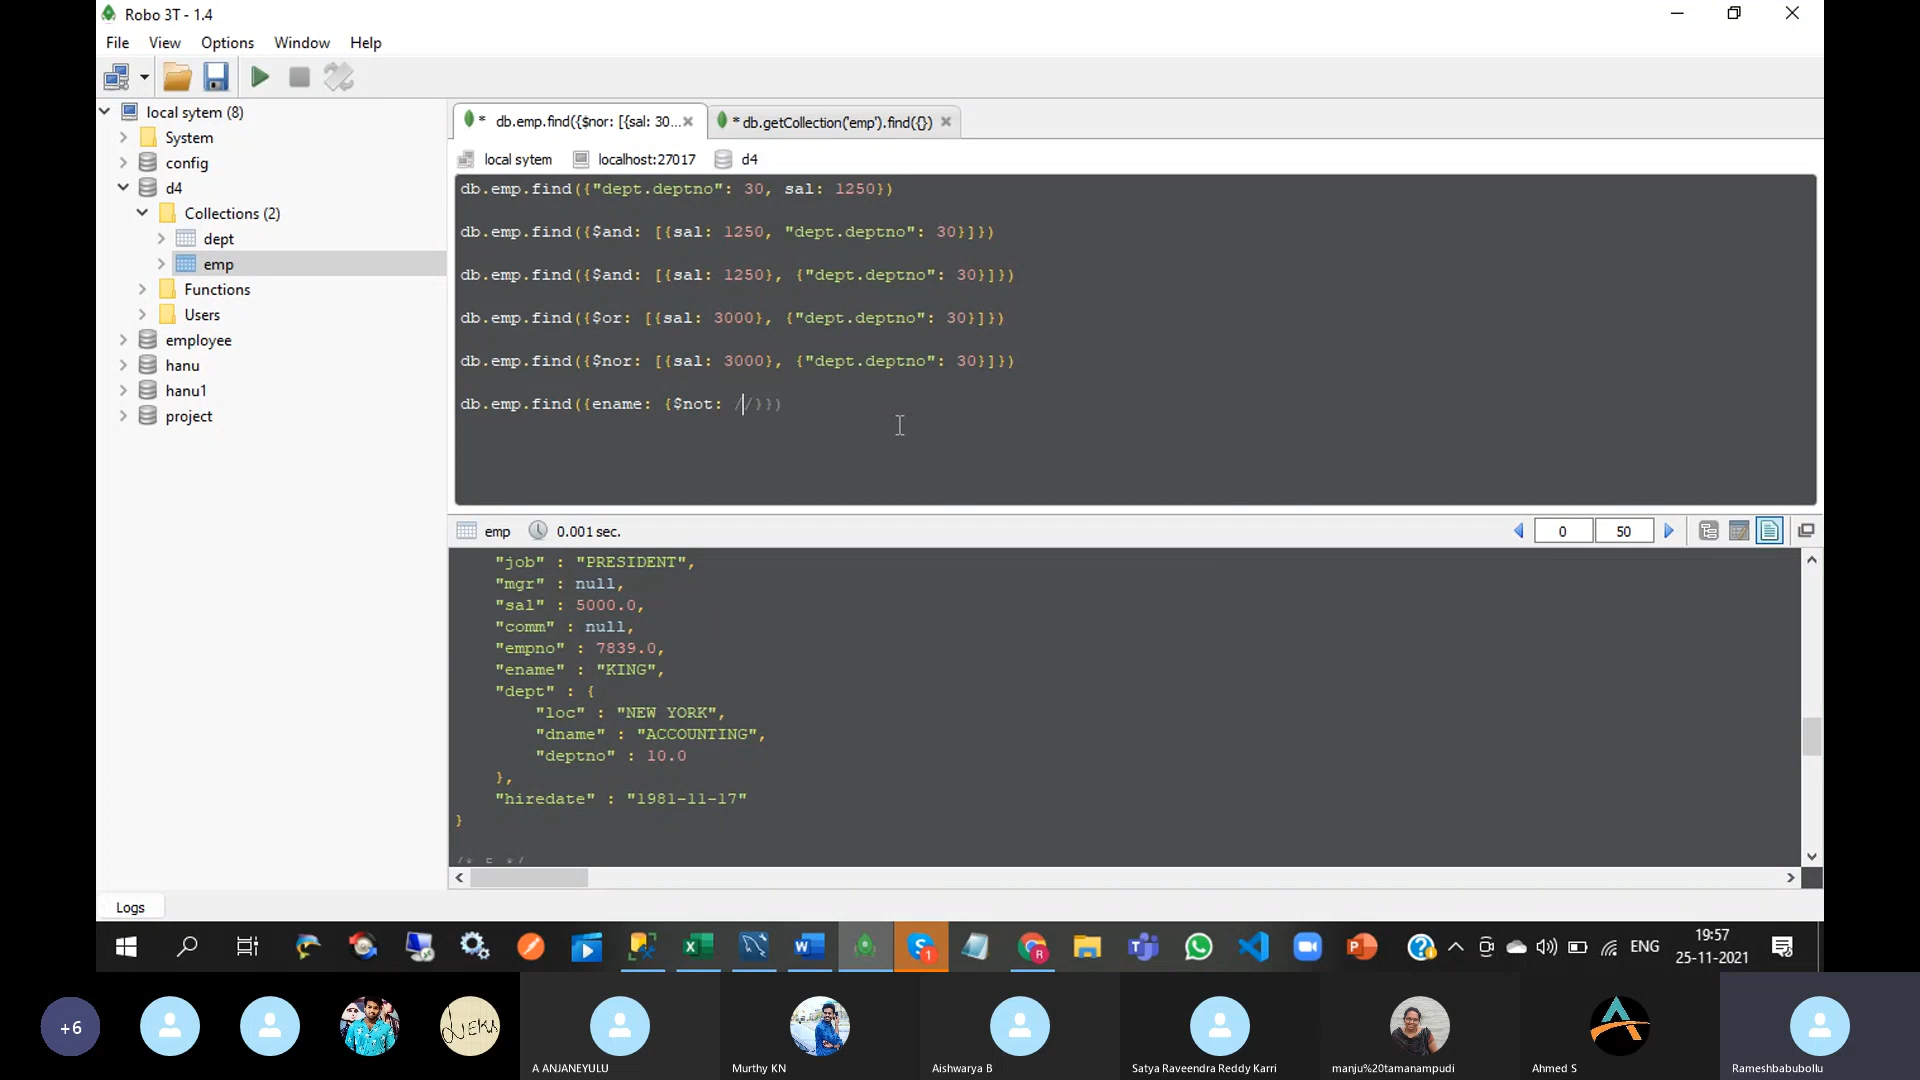 Robo 3T - 1.4
File View Options Window Help
local sytem (8)
System
config
d4
Collections (2)
dept
emp
Functions
Users
employee
hanu
hanu1
project
* db.emp.find({$nor: [{sal: 30...
* db.getCollection('emp').find({})
local sytem localhost:27017 d4
db.emp.find({"dept.deptno": 30, sal: 1250})
db.emp.find({$and: [{sal: 1250, "dept.deptno": 30}]})
db.emp.find({$and: [{sal: 1250}, {"dept.deptno": 30}]})
db.emp.find({$or: [{sal: 3000}, {"dept.deptno": 30}]})
db.emp.find({$nor: [{sal: 3000}, {"dept.deptno": 30}]})
db.emp.find({ename: {$not: //}})
emp 0.001 sec. 0 50
"job" : "PRESIDENT",
"mgr" : null,
"sal" : 5000.0,
"comm" : null,
"empno" : 7839.0,
"ename" : "KING",
"dept" : {
"loc" : "NEW YORK",
"dname" : "ACCOUNTING",
"deptno" : 10.0
},
"hiredate" : "1981-11-17"
}
Logs
ENG
19:57
25-11-2021
+6
A ANJANEYULU
Murthy KN
Aishwarya B
Satya Raveendra Reddy Karri
manju%20tamanampudi
Ahmed S
Rameshbabubollu